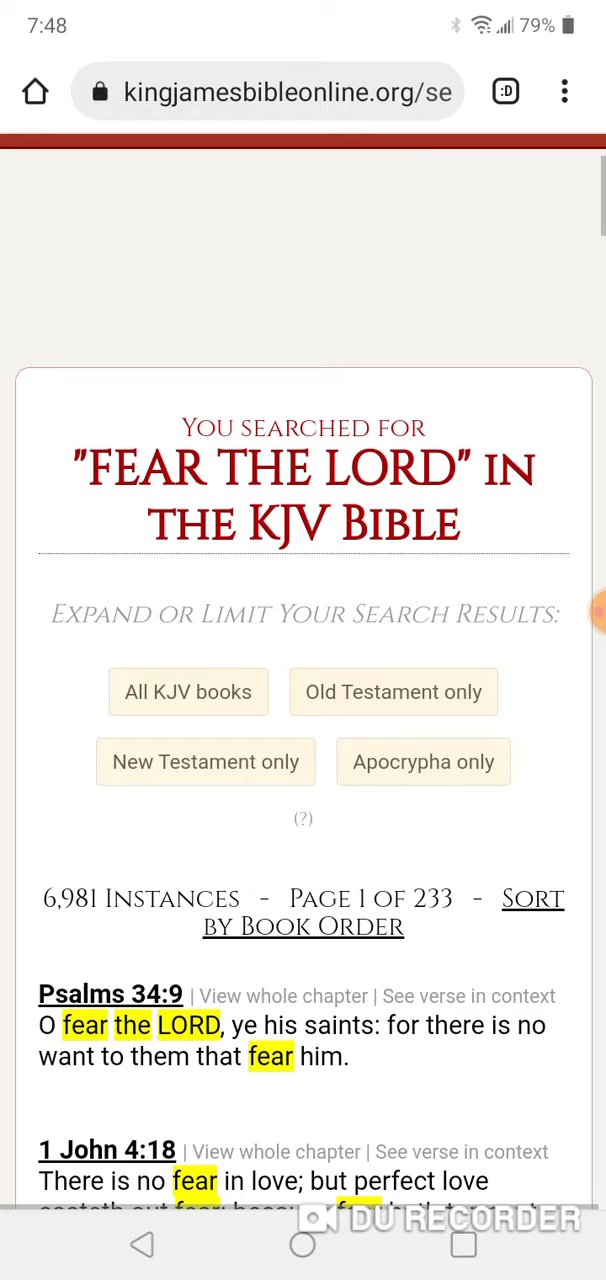 7:48
79%
kingjamesbibleonline.org/se
:D
You searched for
"FEAR THE LORD" in
the KJV Bible
Expand or Limit Your Search Results:
All KJV books
Old Testament only
New Testament only
Apocrypha only
(?)
6,981 Instances - Page 1 of 233 - Sort
by Book Order
Psalms 34:9 | View whole chapter | See verse in context
O fear the LORD, ye his saints: for there is no
want to them that fear him.
1 John 4:18 | View whole chapter | See verse in context
There is no fear in love; but perfect love
DU RECORDER